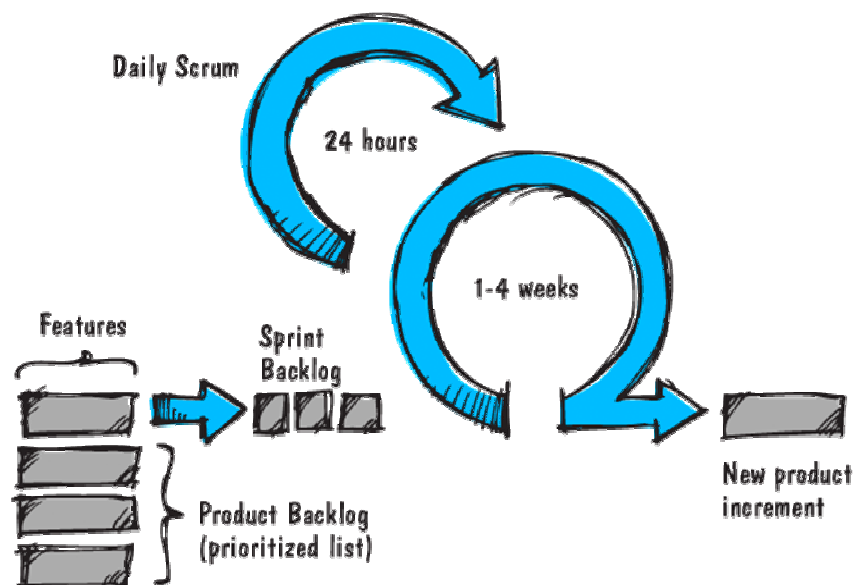 Daily Scrum
24 hours
1-4 weeks
Features
Sprint
Backlog
Product Backlog
(prioritized list)
New product
increment